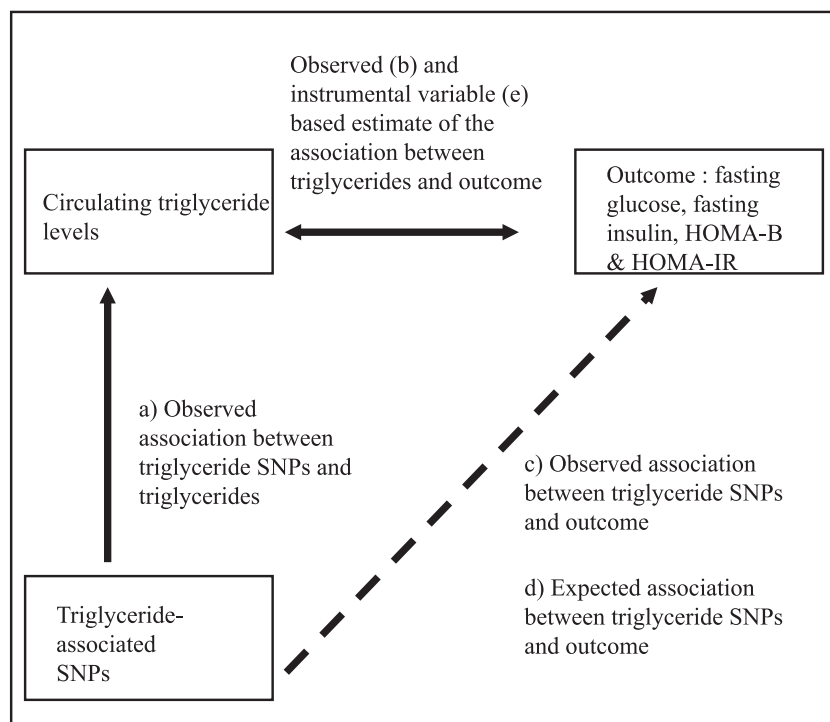 Observed (b) and
instrumental variable (e)
based estimate of the
association between
triglycerides and outcome
Circulating triglyceride
levels
Outcome : fasting
glucose, fasting
insulin, HOMA-B
& HOMA-IR
a) Observed
association between
triglyceride SNPs and
triglycerides
c) Observed association
between triglyceride SNPs
and outcome
d) Expected association
between triglyceride SNPs
and outcome
Triglyceride-
associated
SNPs